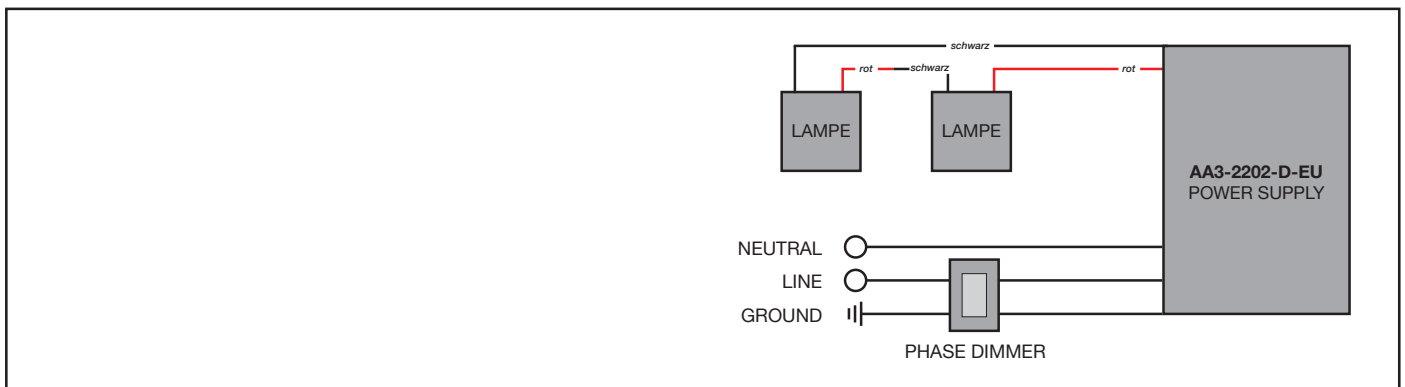 schwarz
rot
schwarz
rot
LAMPE
LAMPE
AA3-2202-D-EU
POWER SUPPLY
NEUTRAL
LINE
GROUND
PHASE DIMMER